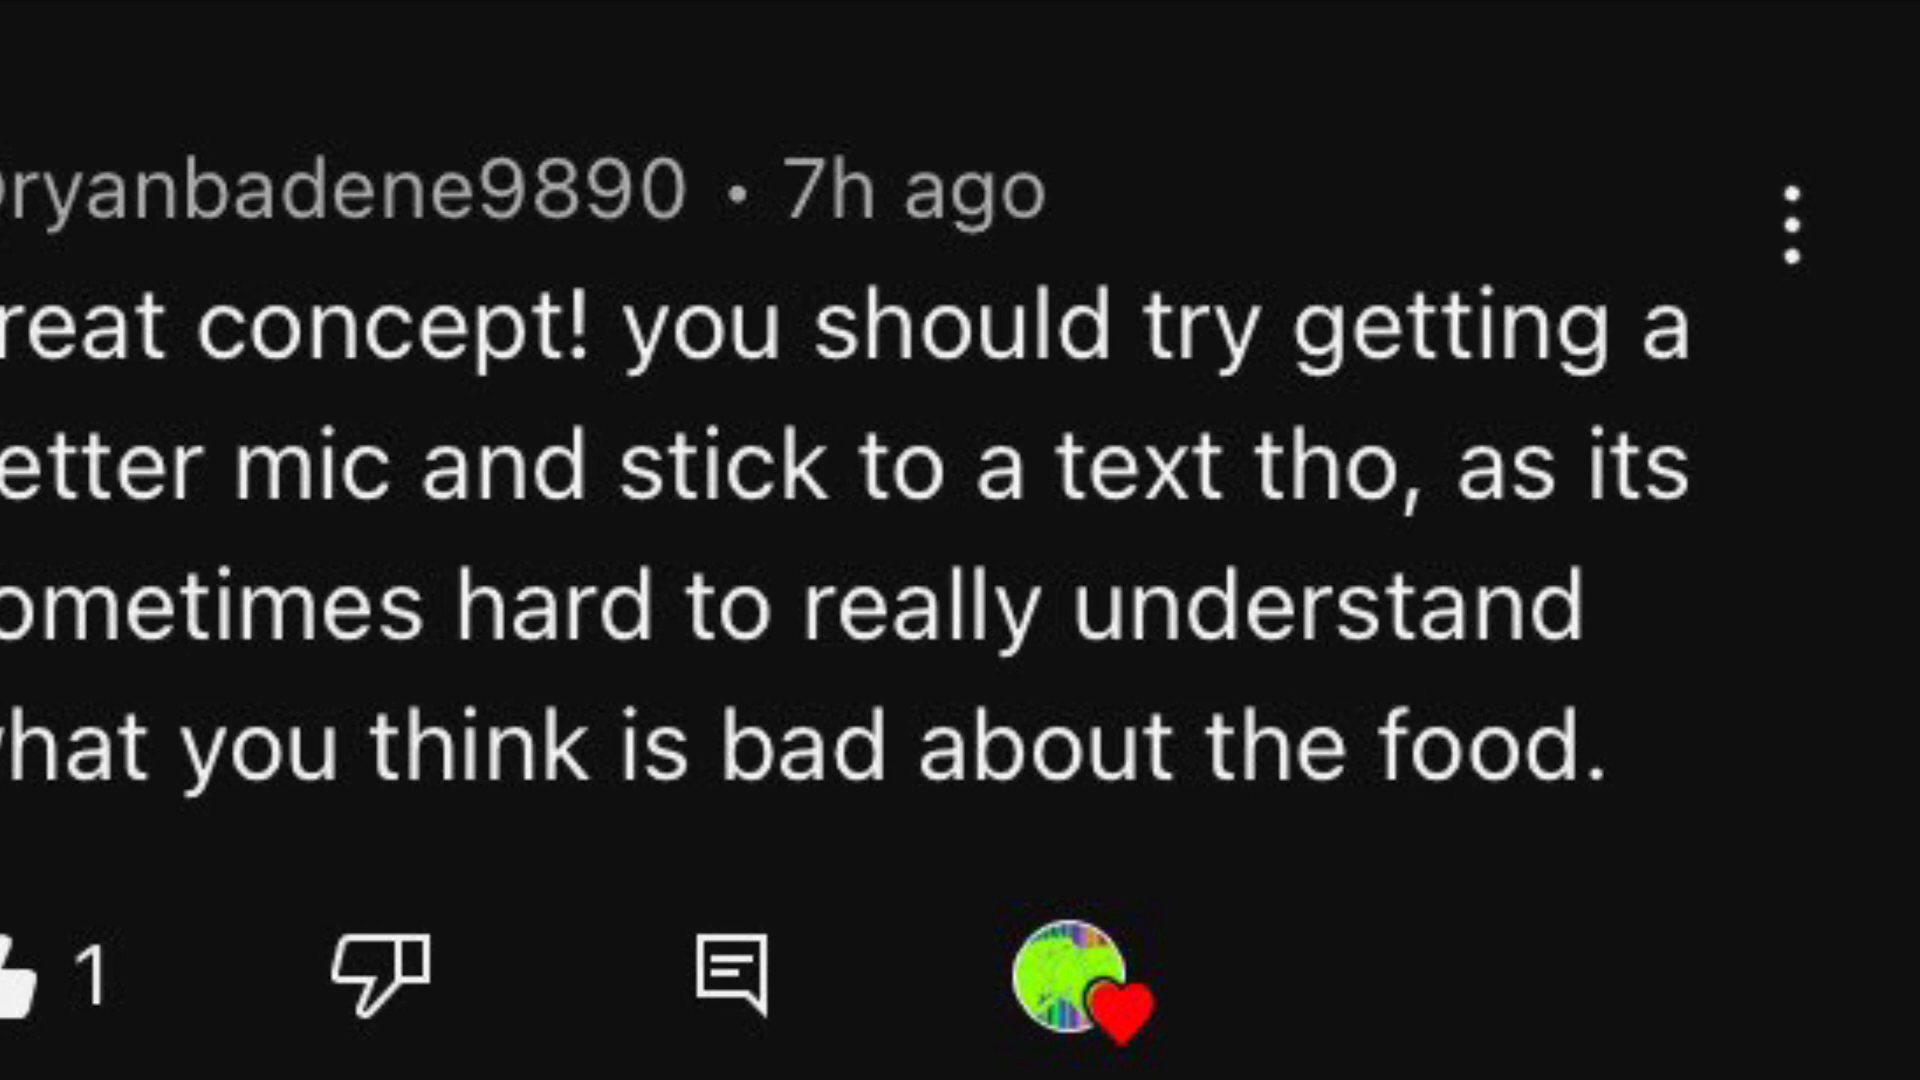 ryanbadene9890 • 7h ago
reat concept! you should try getting a
etter mic and stick to a text tho, as its
ometimes hard to really understand
hat you think is bad about the food.
1